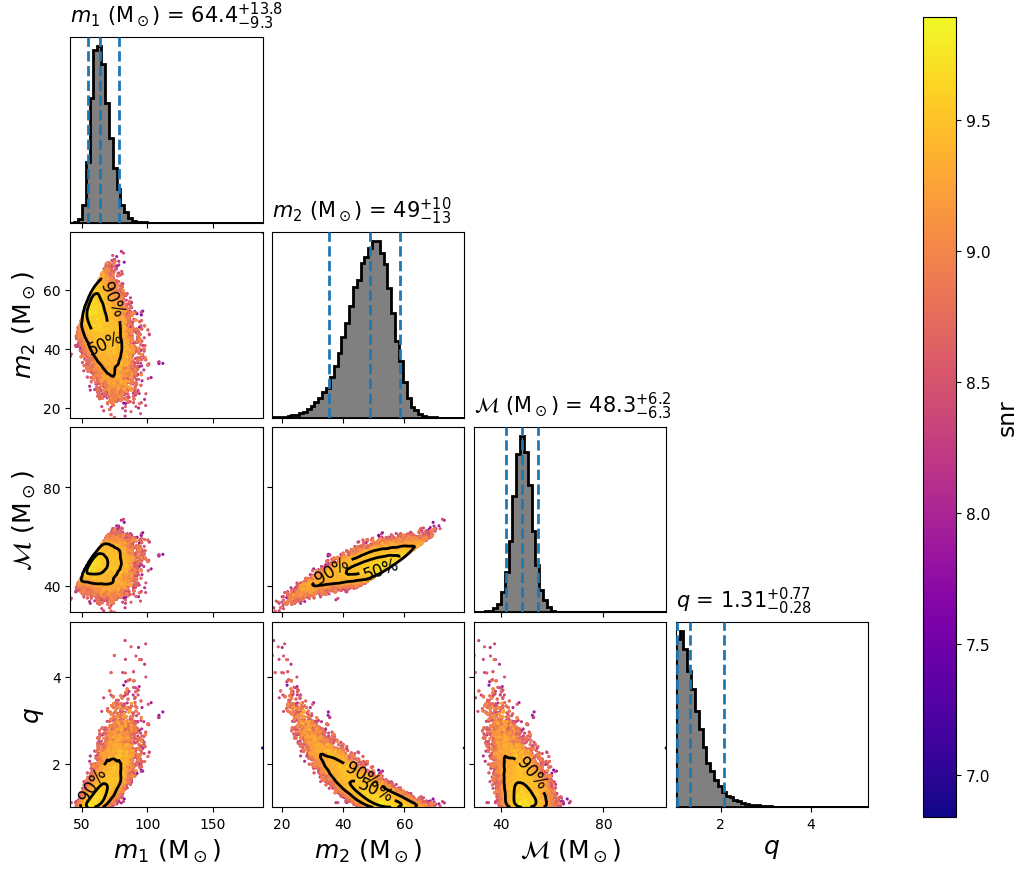 m₁ (M⊙) = 64.4^{+13.8}_{−9.3}
m₂ (M⊙) = 49^{+10}_{−13}
ℳ (M⊙) = 48.3^{+6.2}_{−6.3}
q = 1.31^{+0.77}_{−0.28}
m₂ (M⊙)
60
40
20
90%
50%
ℳ (M⊙)
80
40
90%
50%
q
4
2
90%
90%
50%
90%
50
100
150
m₁ (M⊙)
20
40
60
m₂ (M⊙)
40
80
ℳ (M⊙)
2
4
q
9.5
9.0
8.5
8.0
7.5
7.0
snr